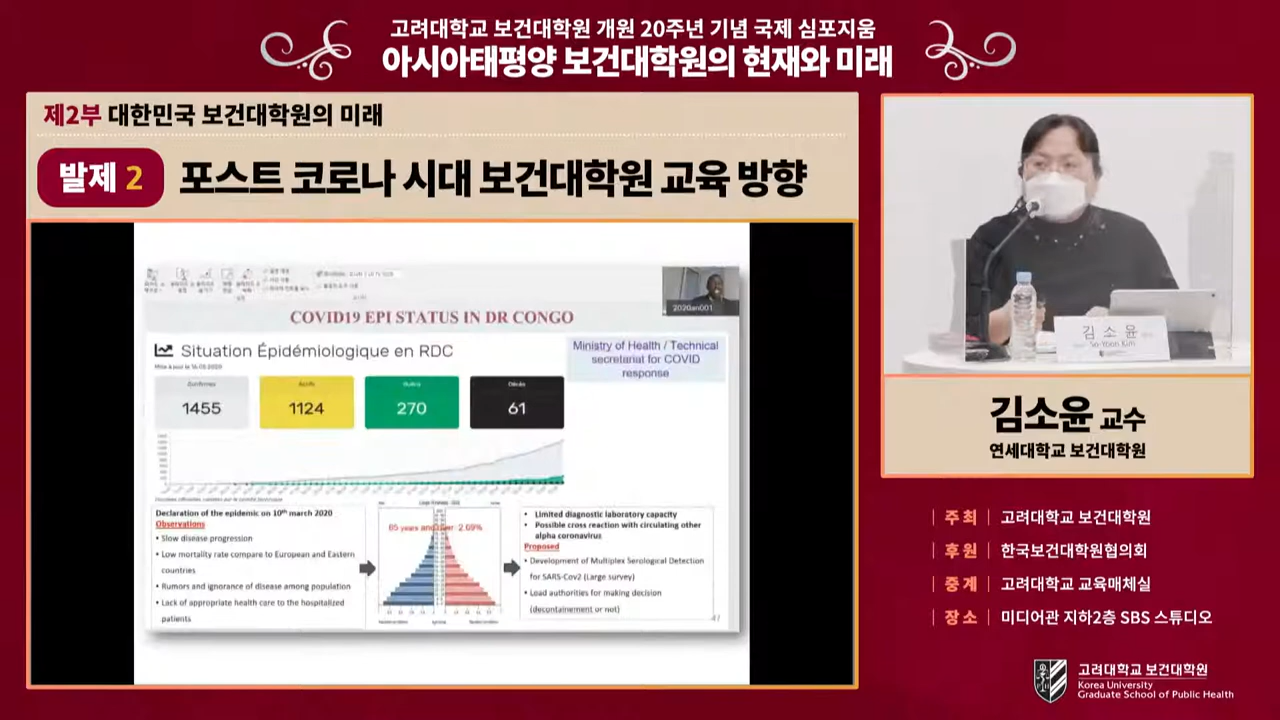 고려대학교 보건대학원 개원 20주년 기념 국제 심포지움
아시아태평양 보건대학원의 현재와 미래
제2부 대한민국 보건대학원의 미래
발제 2 포스트 코로나 시대 보건대학원 교육 방향
2020an001
COVID19 EPI STATUS IN DR CONGO
Situation Épidémiologique en RDC
Ministry of Health / Technical
secretariat for COVID
response
Confirmés
1455
Actifs
1124
270
Décès
61
Declaration of the epidemic on 10th march 2020
Observations
• Slow disease progression
• Low mortality rate compare to European and Eastern
countries
• Rumors and ignorance of disease among population
• Lack of appropriate health care to the hospitalized
patients
65 years and over: 2.69%
• Limited diagnostic laboratory capacity
• Possible cross reaction with circulating other
alpha coronavirus
Proposed
• Development of Multiplex Serological Detection
for SARS-Cov2 (Large survey)
• Load authorities for making decision
(decontainement or not)
41
김소윤
So-Yoon Kim
김소윤 교수
연세대학교 보건대학원
주최 고려대학교 보건대학원
후원 한국보건대학원협의회
중계 고려대학교 교육매체실
장소 미디어관 지하2층 SBS 스튜디오
고려대학교 보건대학원
Korea University
Graduate School of Public Health